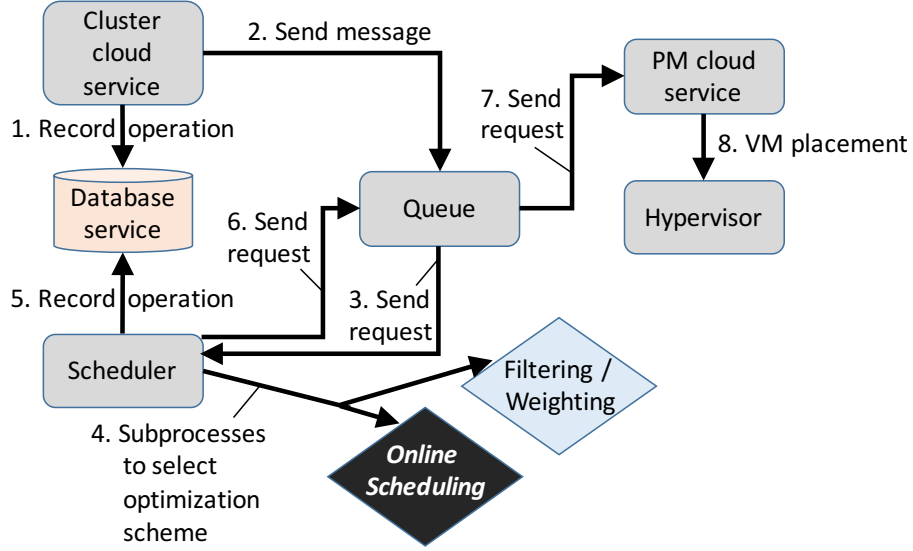 Cluster
cloud
service
2. Send message
PM cloud
service
7. Send
request
1. Record operation
8. VM placement
Database
service
Queue
Hypervisor
6. Send
request
5. Record operation
3. Send
request
Scheduler
Filtering /
Weighting
4. Subprocesses
to select
optimization
scheme
Online
Scheduling